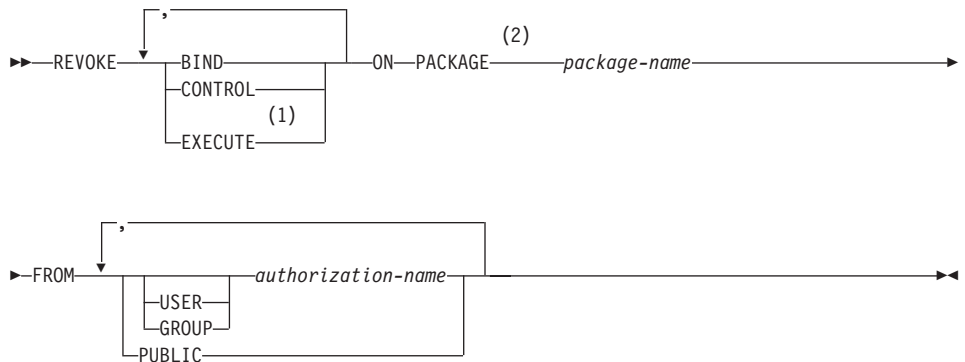 ,
(2)
REVOKE BIND ON PACKAGE package-name
CONTROL
(1)
EXECUTE
,
FROM authorization-name
USER
GROUP
PUBLIC